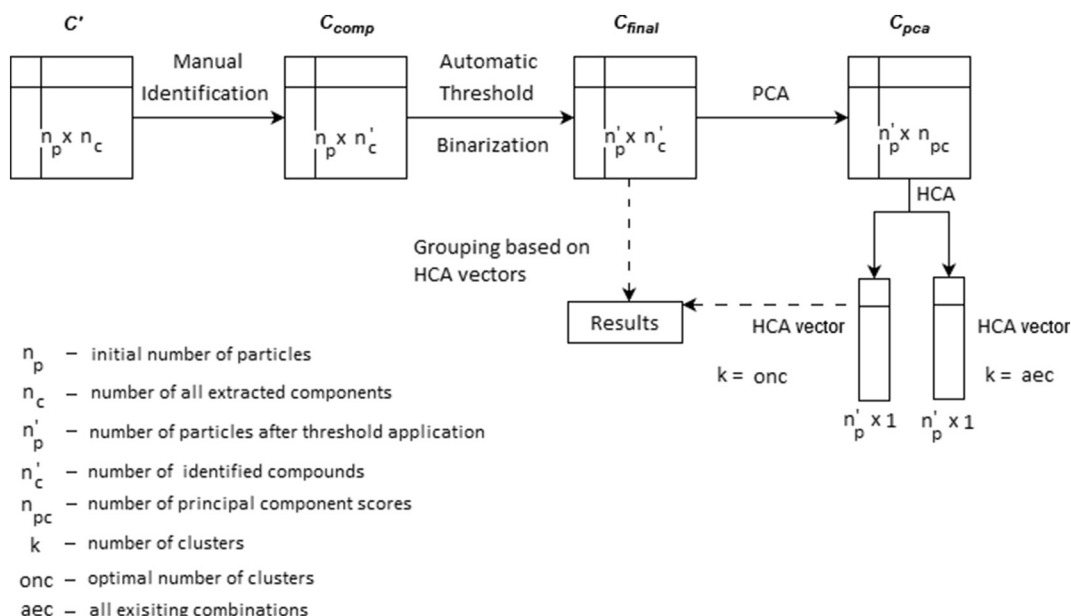 C' C_comp C_final C_pca
Manual Identification
Automatic Threshold
Binarization
PCA
n_p x n_c
n_p x n'_c
n'_p x n'_c
n'_p x n_pc
HCA
Grouping based on
HCA vectors
Results
HCA vector
k = onc
HCA vector
k = aec
n'_p x 1
n'_p x 1
n_p – initial number of particles
n_c – number of all extracted components
n'_p – number of particles after threshold application
n'_c – number of identified compounds
n_pc – number of principal component scores
k – number of clusters
onc – optimal number of clusters
aec – all exisiting combinations